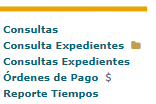 Consultas
Consulta Expedientes
Consultas Expedientes
Órdenes de Pago $
Reporte Tiempos